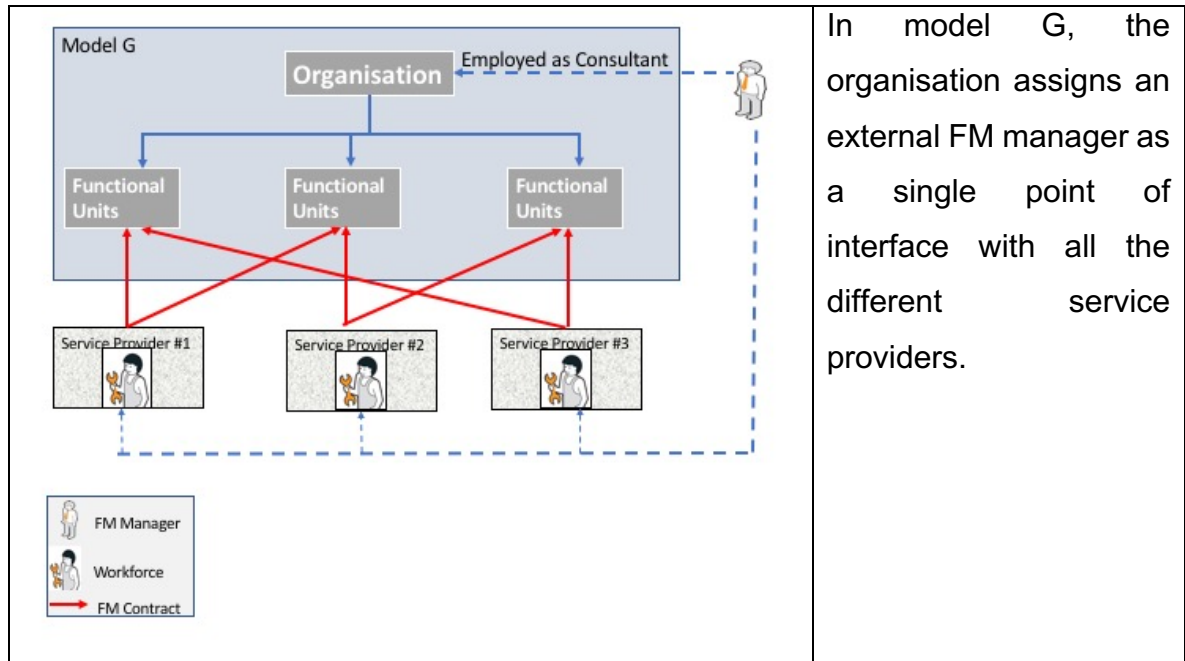 Model G
Organisation
Employed as Consultant
Functional
Units
Functional
Units
Functional
Units
Service Provider #1
Service Provider #2
Service Provider #3
FM Manager
Workforce
FM Contract
In model G, the
organisation assigns an
external FM manager as
a single point of
interface with all the
different service
providers.